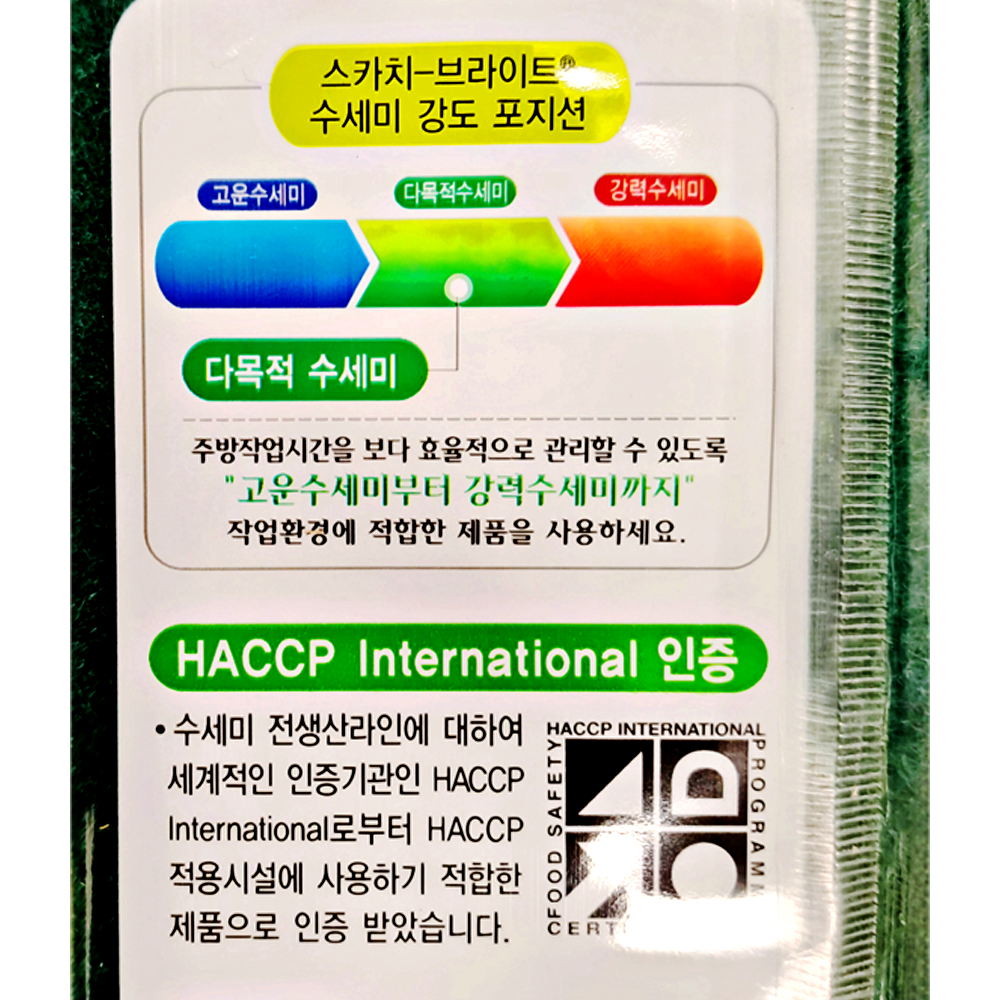 스카치-브라이트®
수세미 강도 포지션
고운수세미
다목적수세미
강력수세미
다목적 수세미
주방작업시간을 보다 효율적으로 관리할 수 있도록
"고운수세미부터 강력수세미까지"
작업환경에 적합한 제품을 사용하세요.
HACCP International 인증
• 수세미 전생산라인에 대하여
세계적인 인증기관인 HACCP
International로부터 HACCP
적용시설에 사용하기 적합한
제품으로 인증 받았습니다.
HACCP INTERNATIONAL
FOOD SAFETY